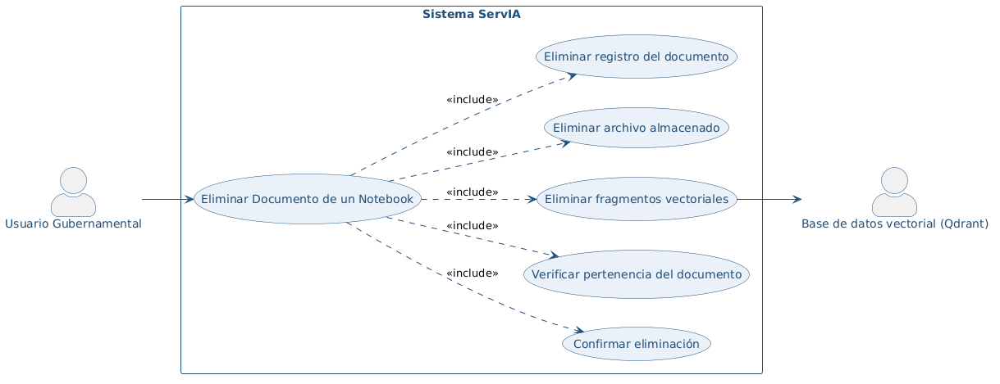 Sistema ServIA
Eliminar registro del documento
«include»
Eliminar archivo almacenado
«include»
Eliminar Documento de un Notebook
«include»
Eliminar fragmentos vectoriales
Usuario Gubernamental
Base de datos vectorial (Qdrant)
«include»
Verificar pertenencia del documento
«include»
Confirmar eliminación